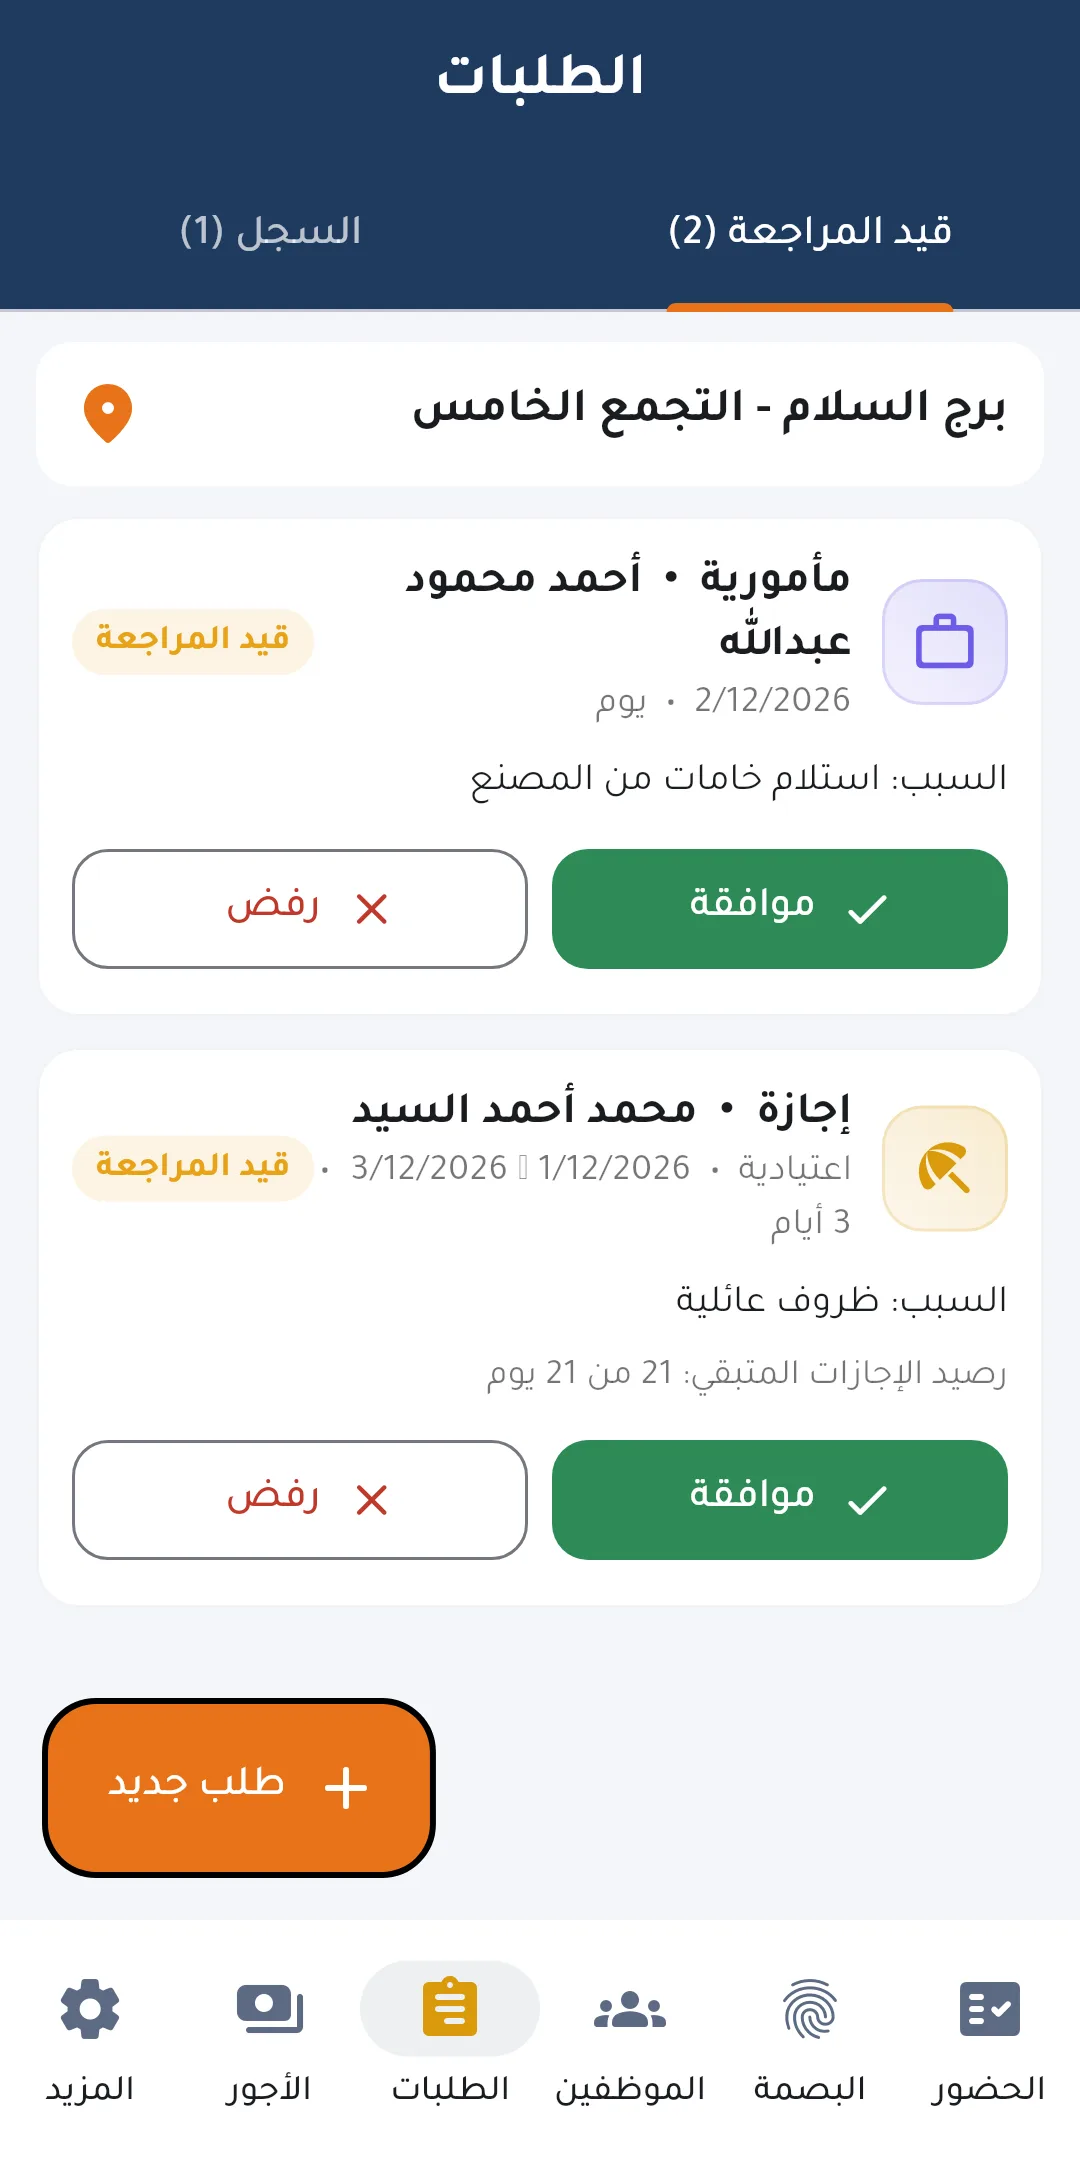 الطلبات
قيد المراجعة (2)
السجل (1)
برج السلام - التجمع الخامس
مأمورية • أحمد محمود
عبدالله
2/12/2026 • يوم
قيد المراجعة
السبب: استلام خامات من المصنع
موافقة
رفض
إجازة • محمد أحمد السيد
اعتيادية • 1/12/2026 ▯ 3/12/2026 •
3 أيام
قيد المراجعة
السبب: ظروف عائلية
رصيد الإجازات المتبقي: 21 من 21 يوم
موافقة
رفض
طلب جديد
الحضور
البصمة
الموظفين
الطلبات
الأجور
المزيد